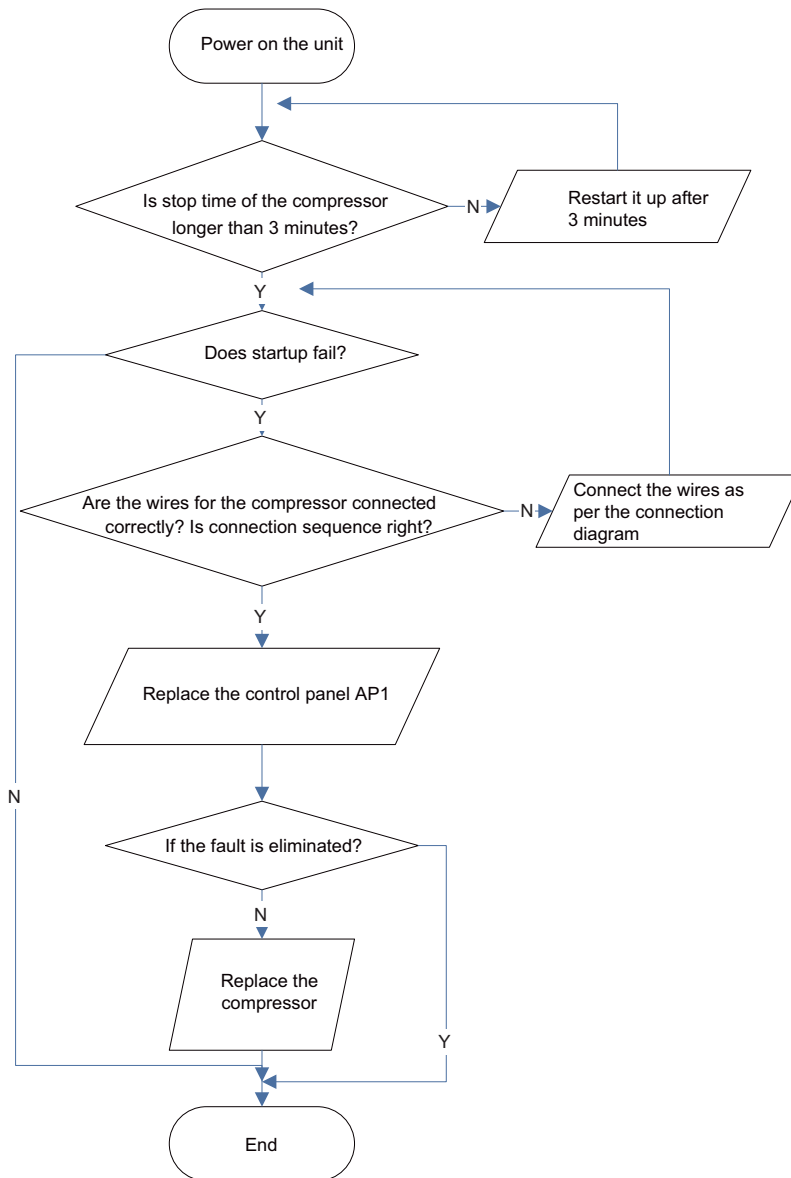 Power on the unit
Is stop time of the compressor
longer than 3 minutes?
N
Restart it up after
3 minutes
Y
Does startup fail?
Y
Are the wires for the compressor connected
correctly? Is connection sequence right?
N
Connect the wires as
per the connection
diagram
Y
Replace the control panel AP1
N
If the fault is eliminated?
N
Replace the
compressor
Y
End